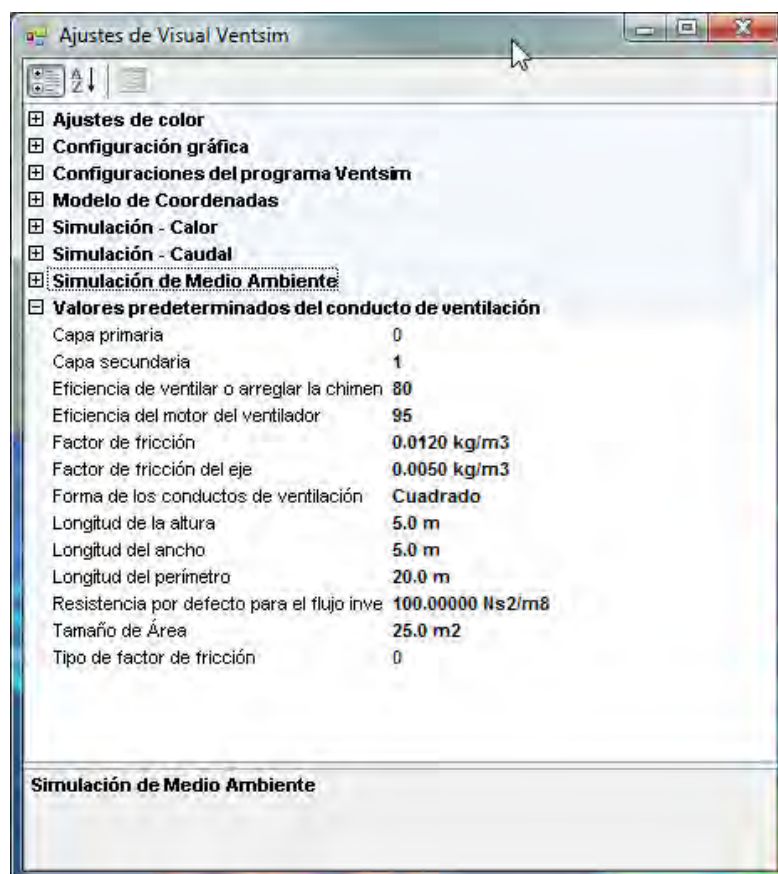 Ajustes de Visual Ventsim
Ajustes de color
Configuración gráfica
Configuraciones del programa Ventsim
Modelo de Coordenadas
Simulación - Calor
Simulación - Caudal
Simulación de Medio Ambiente
Valores predeterminados del conducto de ventilación
Capa primaria 0
Capa secundaria 1
Eficiencia de ventilar o arreglar la chimen 80
Eficiencia del motor del ventilador 95
Factor de fricción 0.0120 kg/m3
Factor de fricción del eje 0.0050 kg/m3
Forma de los conductos de ventilación Cuadrado
Longitud de la altura 5.0 m
Longitud del ancho 5.0 m
Longitud del perímetro 20.0 m
Resistencia por defecto para el flujo inve 100.00000 Ns2/m8
Tamaño de Área 25.0 m2
Tipo de factor de fricción 0
Simulación de Medio Ambiente